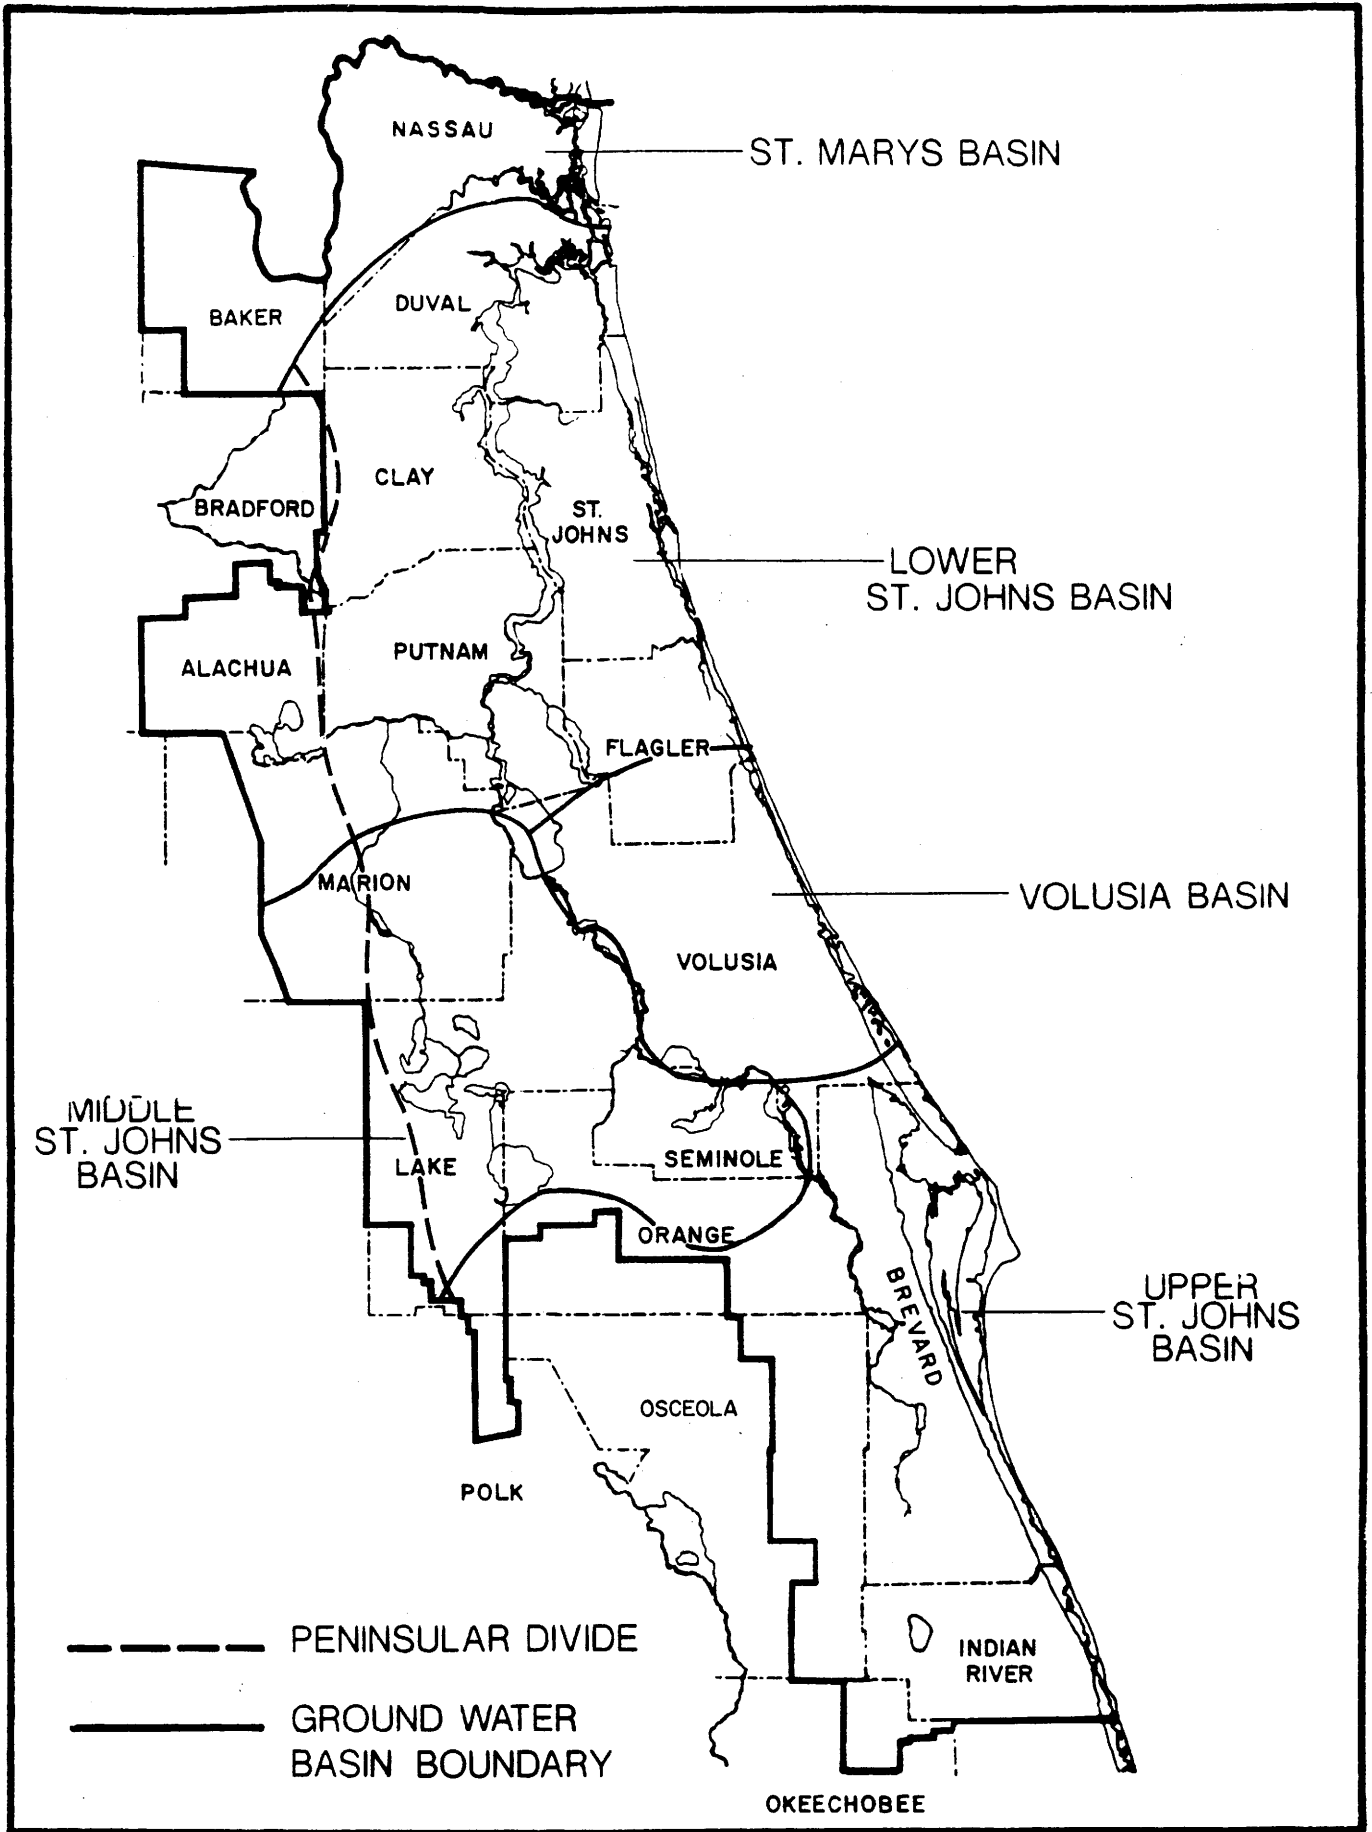 NASSAU
ST. MARYS BASIN
DUVAL
BAKER
CLAY
BRADFORD
ST.
JOHNS
LOWER
ST. JOHNS BASIN
PUTNAM
ALACHUA
FLAGLER
MARION
VOLUSIA BASIN
VOLUSIA
MIDDLE
ST. JOHNS
BASIN
LAKE
SEMINOLE
ORANGE
BREVARD
UPPER
ST. JOHNS
BASIN
OSCEOLA
POLK
INDIAN
RIVER
PENINSULAR DIVIDE
GROUND WATER
BASIN BOUNDARY
OKEECHOBEE